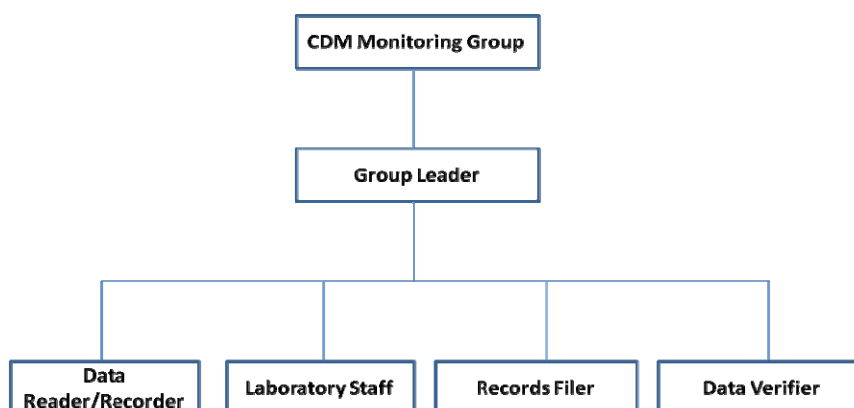 CDM Monitoring Group
Group Leader
Data
Reader/Recorder
Laboratory Staff
Records Filer
Data Verifier